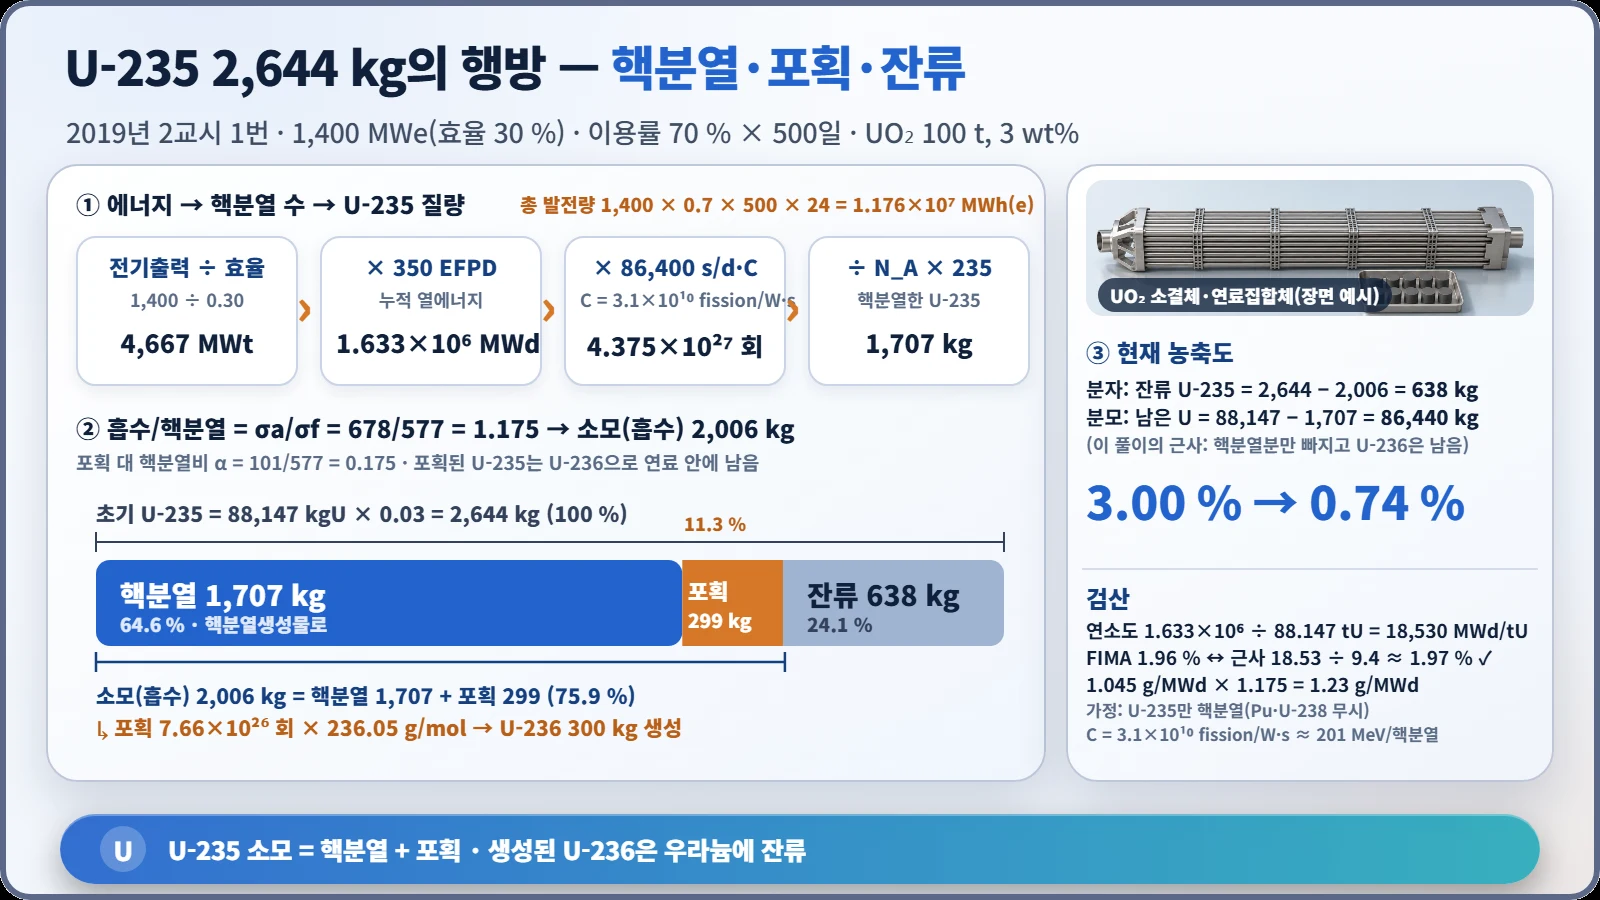 U-235 2,644 kg의 행방 — 핵분열·포획·잔류
2019년 2교시 1번 · 1,400 MWe(효율 30 %) · 이용률 70 % × 500일 · UO₂ 100 t, 3 wt%
① 에너지 → 핵분열 수 → U-235 질량
총 발전량 1,400 × 0.7 × 500 × 24 = 1.176×10⁷ MWh(e)
전기출력 ÷ 효율
1,400 ÷ 0.30
4,667 MWt
× 350 EFPD
누적 열에너지
1.633×10⁶ MWd
× 86,400 s/d·C
C = 3.1×10¹⁰ fission/W·s
4.375×10²⁷ 회
÷ N_A × 235
핵분열한 U-235
1,707 kg
② 흡수/핵분열 = σa/σf = 678/577 = 1.175 → 소모(흡수) 2,006 kg
포획 대 핵분열비 α = 101/577 = 0.175 · 포획된 U-235는 U-236으로 연료 안에 남음
초기 U-235 = 88,147 kgU × 0.03 = 2,644 kg (100 %)
11.3 %
핵분열 1,707 kg
64.6 % · 핵분열생성물로
포획
299 kg
잔류 638 kg
24.1 %
소모(흡수) 2,006 kg = 핵분열 1,707 + 포획 299 (75.9 %)
↳ 포획 7.66×10²⁶ 회 × 236.05 g/mol → U-236 300 kg 생성
UO₂ 소결체·연료집합체(장면 예시)
③ 현재 농축도
분자: 잔류 U-235 = 2,644 − 2,006 = 638 kg
분모: 남은 U = 88,147 − 1,707 = 86,440 kg
(이 풀이의 근사: 핵분열분만 빠지고 U-236은 남음)
3.00 % → 0.74 %
검산
연소도 1.633×10⁶ ÷ 88.147 tU = 18,530 MWd/tU
FIMA 1.96 % ↔ 근사 18.53 ÷ 9.4 ≈ 1.97 % ✓
1.045 g/MWd × 1.175 = 1.23 g/MWd
가정: U-235만 핵분열(Pu·U-238 무시)
C = 3.1×10¹⁰ fission/W·s ≈ 201 MeV/핵분열
U U-235 소모 = 핵분열 + 포획 · 생성된 U-236은 우라늄에 잔류